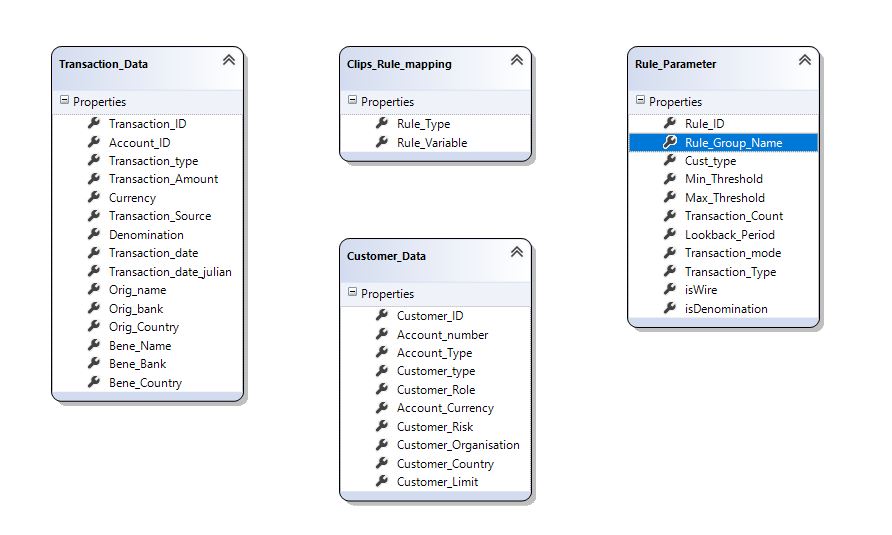 Transaction_Data
Properties
Transaction_ID
Account_ID
Transaction_type
Transaction_Amount
Currency
Transaction_Source
Denomination
Transaction_date
Transaction_date_julian
Orig_name
Orig_bank
Orig_Country
Bene_Name
Bene_Bank
Bene_Country
Clips_Rule_mapping
Properties
Rule_Type
Rule_Variable
Customer_Data
Properties
Customer_ID
Account_number
Account_Type
Customer_type
Customer_Role
Account_Currency
Customer_Risk
Customer_Organisation
Customer_Country
Customer_Limit
Rule_Parameter
Properties
Rule_ID
Rule_Group_Name
Cust_type
Min_Threshold
Max_Threshold
Transaction_Count
Lookback_Period
Transaction_mode
Transaction_Type
isWire
isDenomination